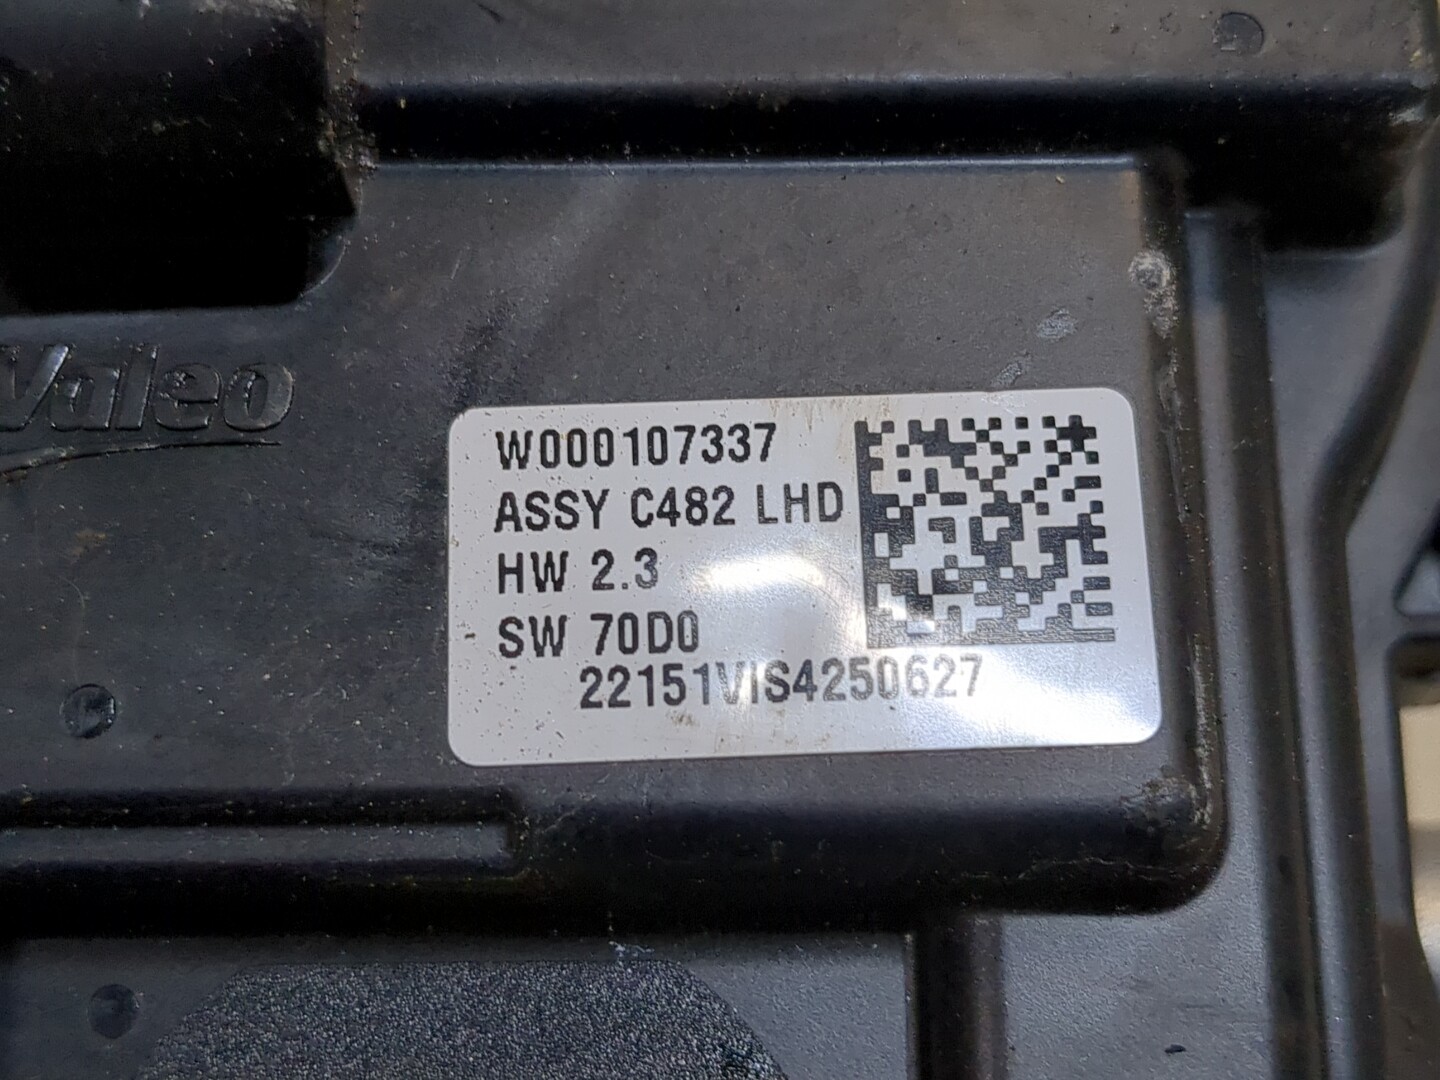 Valeo
W000107337
ASSY C482 LHD
HW 2.3
SW 70D0
22151VIS4250627